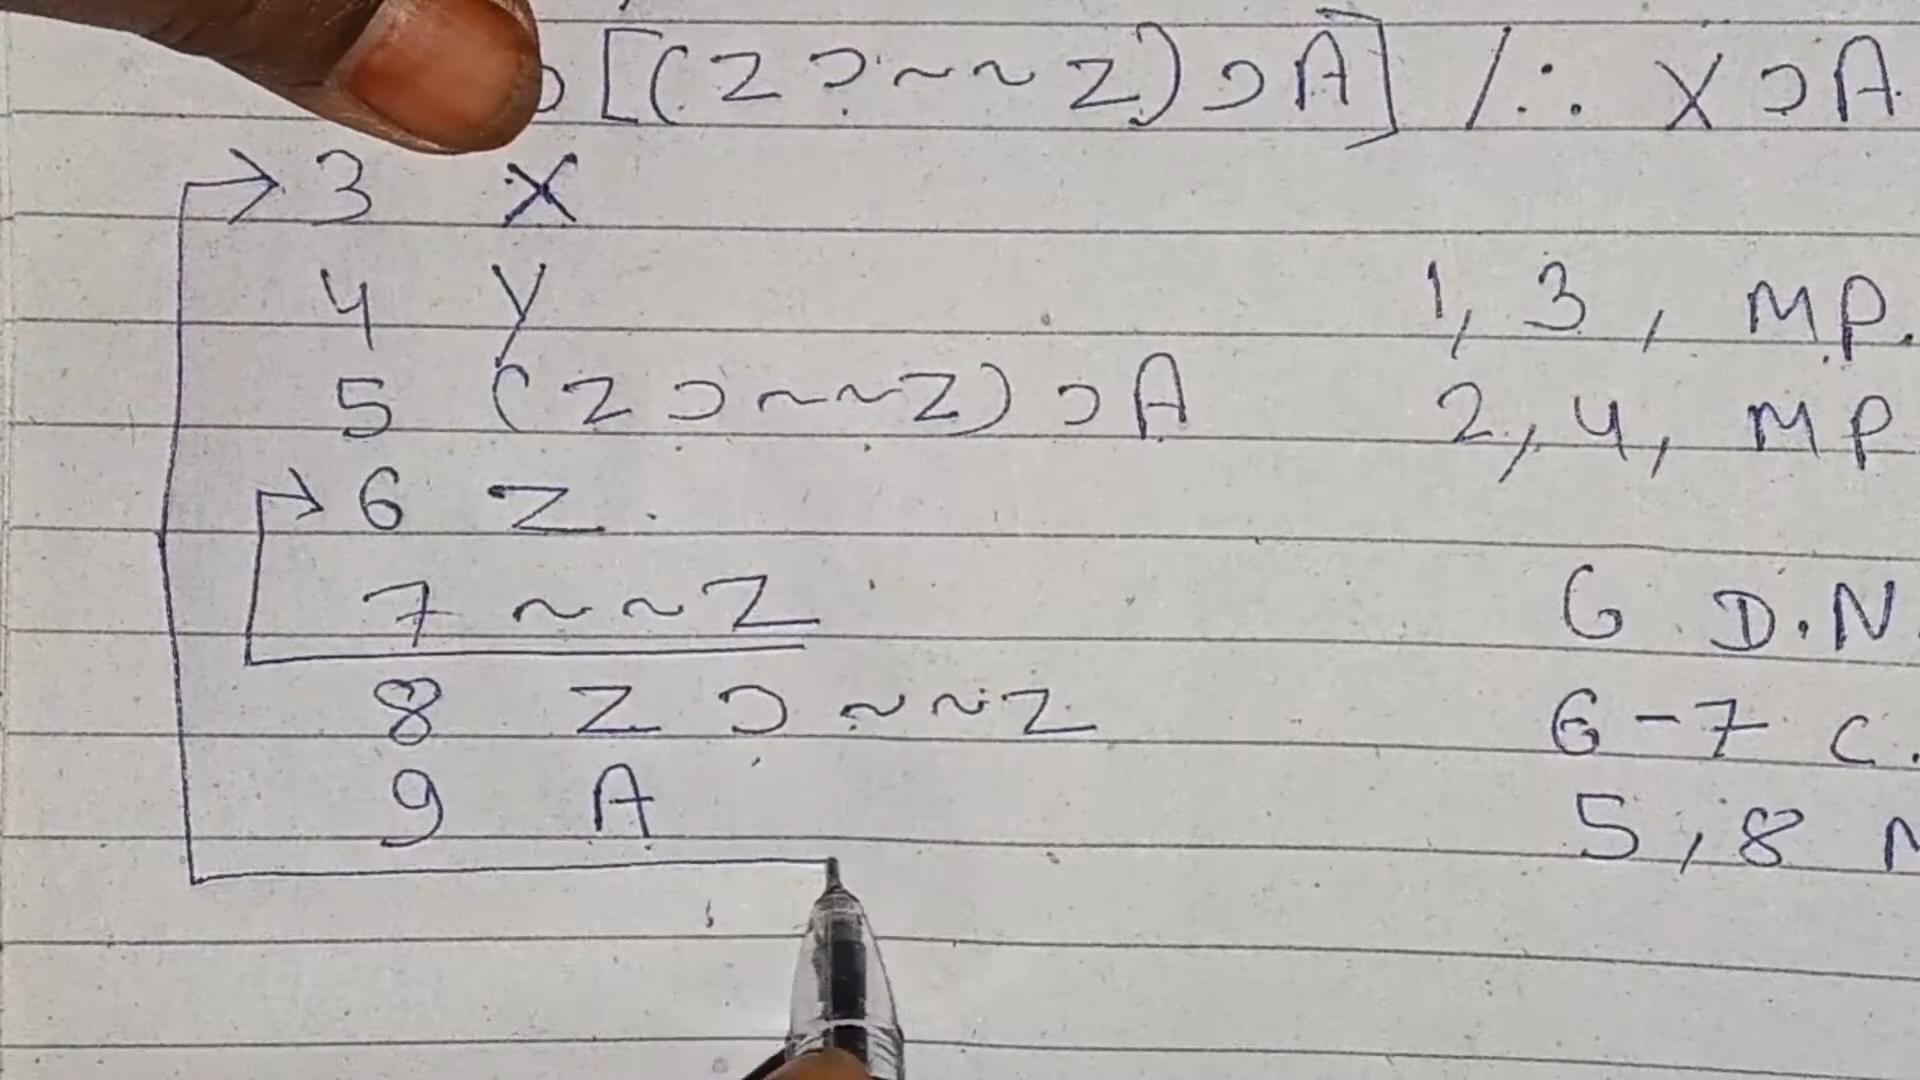 ⊃ [(Z ⊃ ~~Z) ⊃ A] /∴ X ⊃ A
3 X
4 Y 1, 3, MP.
5 (Z ⊃ ~~Z) ⊃ A 2, 4, MP
6 Z
7 ~~Z 6 D.N.
8 Z ⊃ ~~Z 6-7 C.
9 A 5, 8 M